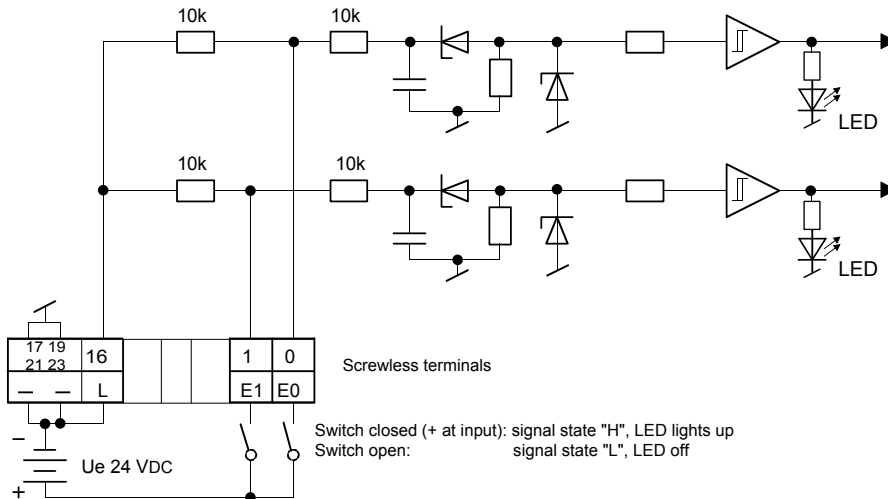 10k 10k
LED
10k 10k
LED
17 19 16 1 0
21 23
— — L E1 E0
Screwless terminals
Switch closed (+ at input): signal state "H", LED lights up
Switch open: signal state "L", LED off
–
Ue 24 VDC
+